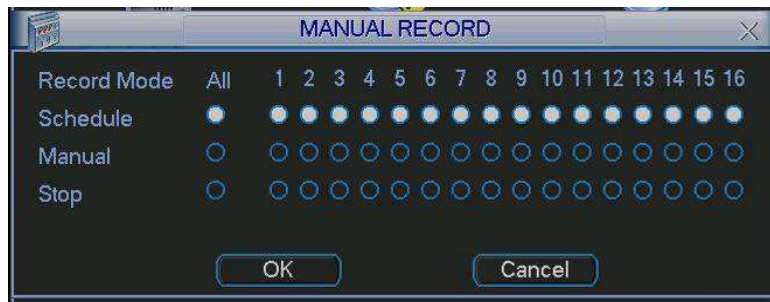 MANUAL RECORD
Record Mode All 1 2 3 4 5 6 7 8 9 10 11 12 13 14 15 16
Schedule
Manual
Stop
OK Cancel